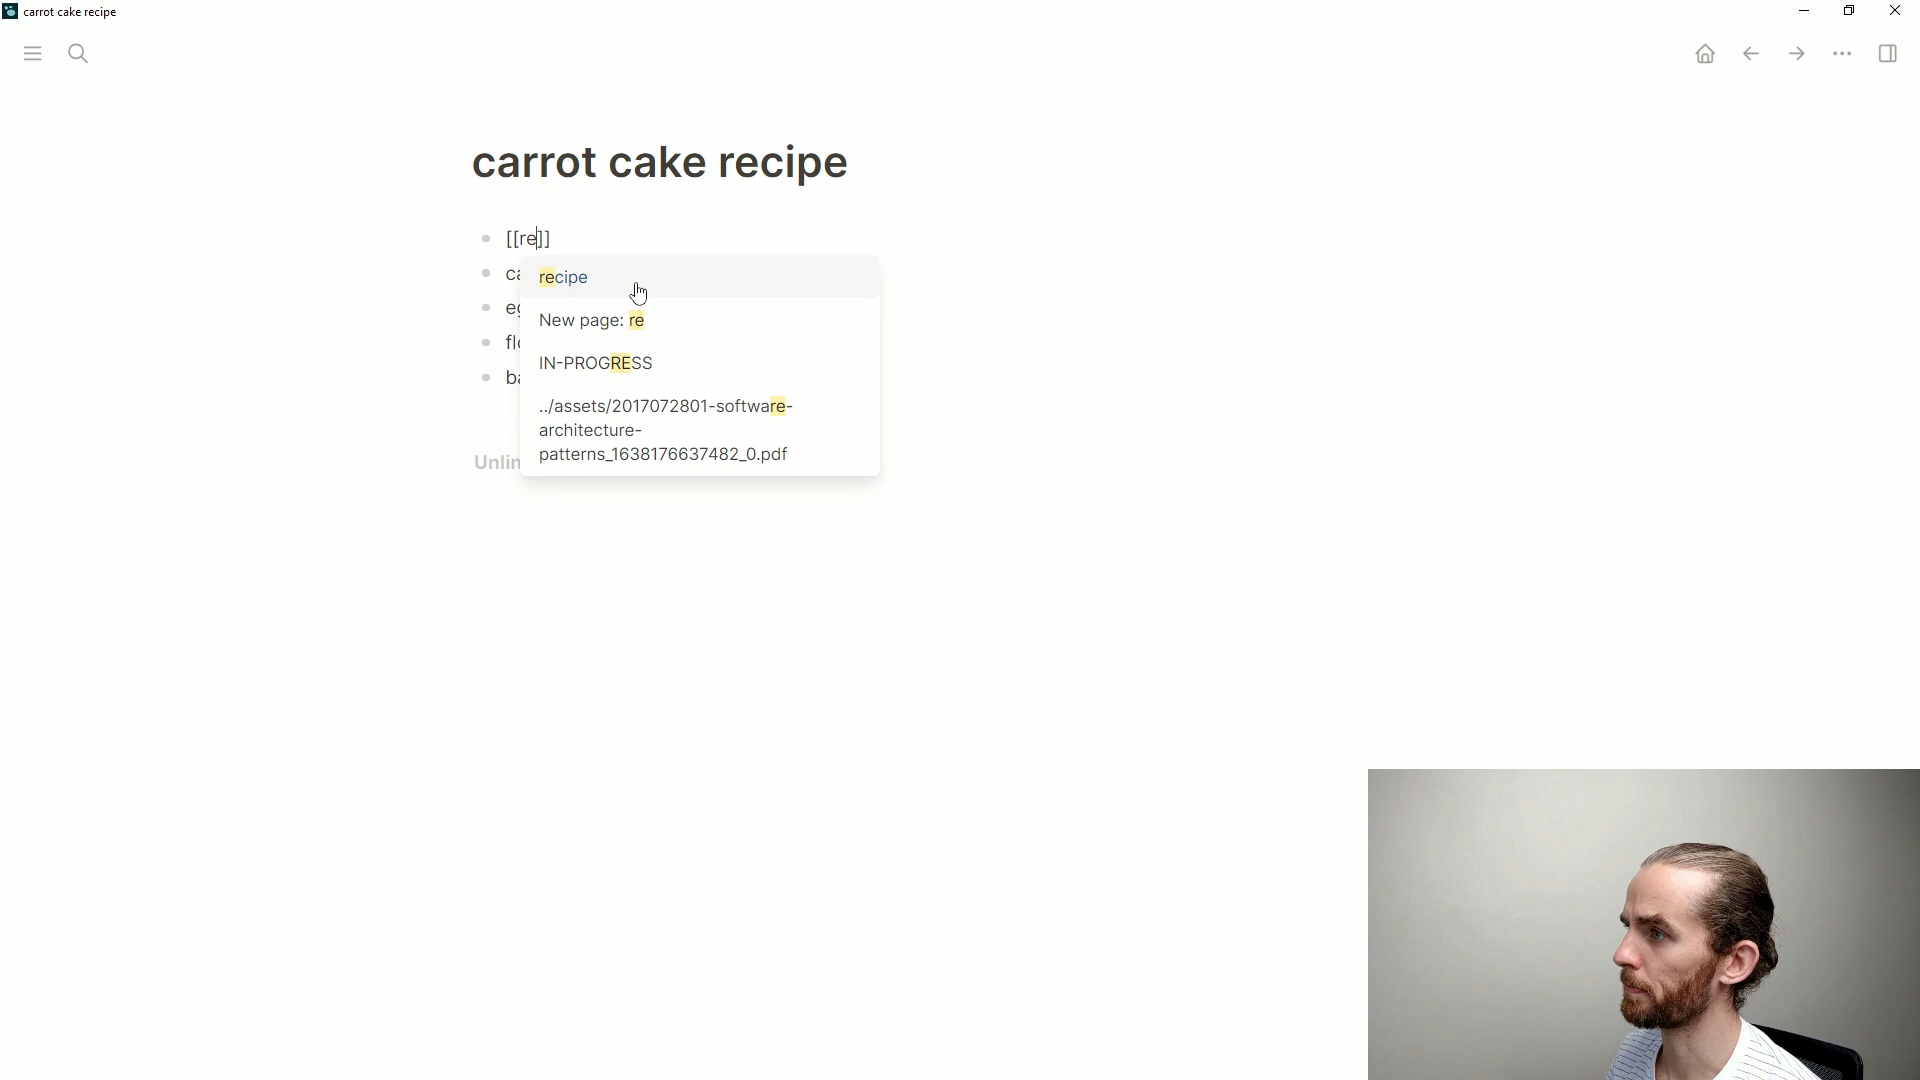 carrot cake recipe
carrot cake recipe
[[re]]
recipe
New page: re
IN-PROGRESS
../assets/2017072801-software-
architecture-
patterns_1638176637482_0.pdf